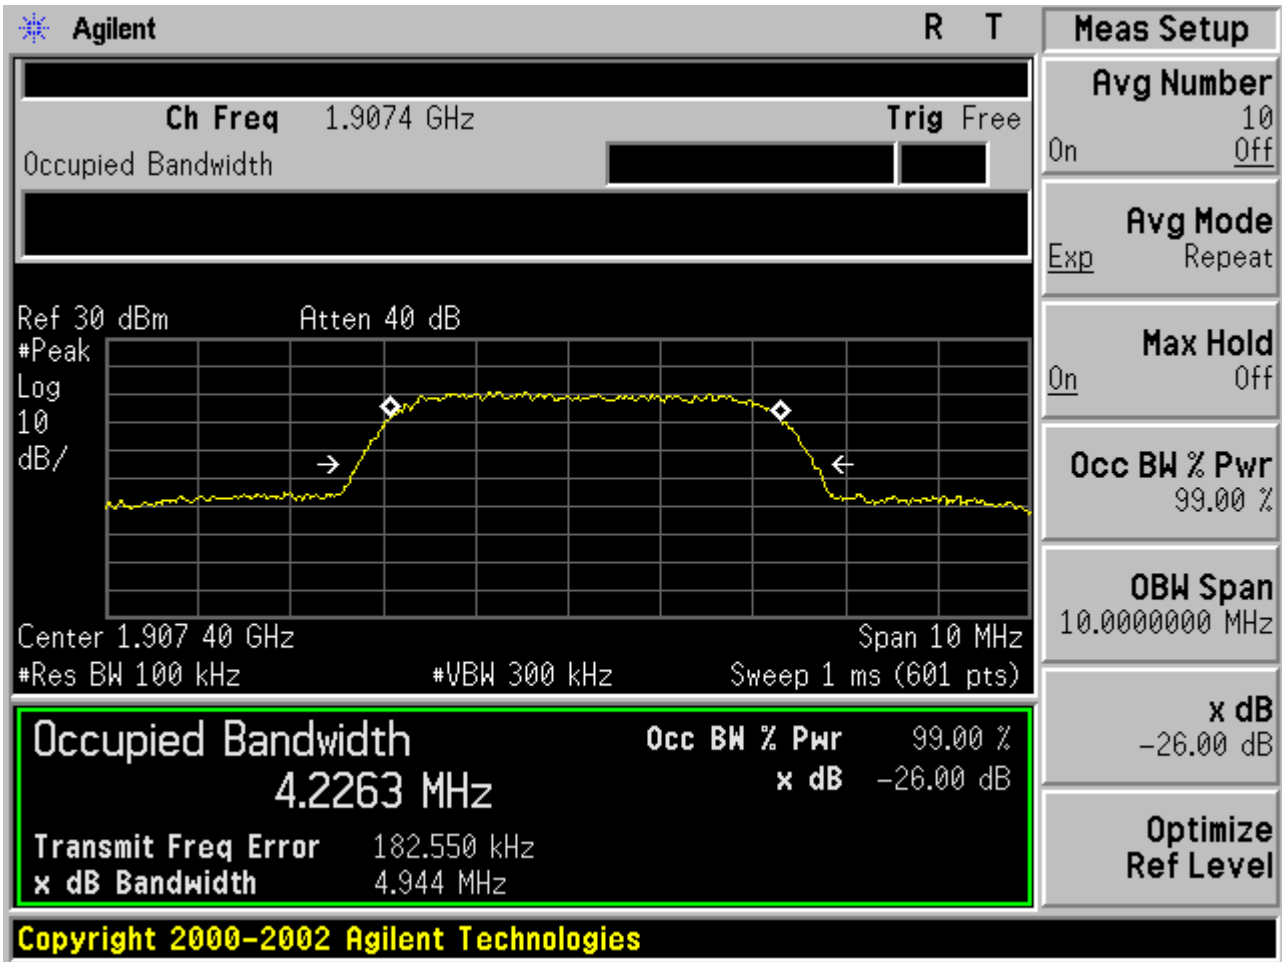 Agilent R T
Ch Freq 1.9074 GHz Trig Free
Occupied Bandwidth
Ref 30 dBm Atten 40 dB
#Peak
Log
10
dB/
Center 1.907 40 GHz Span 10 MHz
#Res BW 100 kHz #VBW 300 kHz Sweep 1 ms (601 pts)
Occupied Bandwidth Occ BW % Pwr 99.00 %
4.2263 MHz x dB -26.00 dB
Transmit Freq Error 182.550 kHz
x dB Bandwidth 4.944 MHz
Meas Setup
Avg Number
10
On Off
Avg Mode
Exp Repeat
Max Hold
On Off
Occ BW % Pwr
99.00 %
OBW Span
10.0000000 MHz
x dB
-26.00 dB
Optimize
Ref Level
Copyright 2000-2002 Agilent Technologies